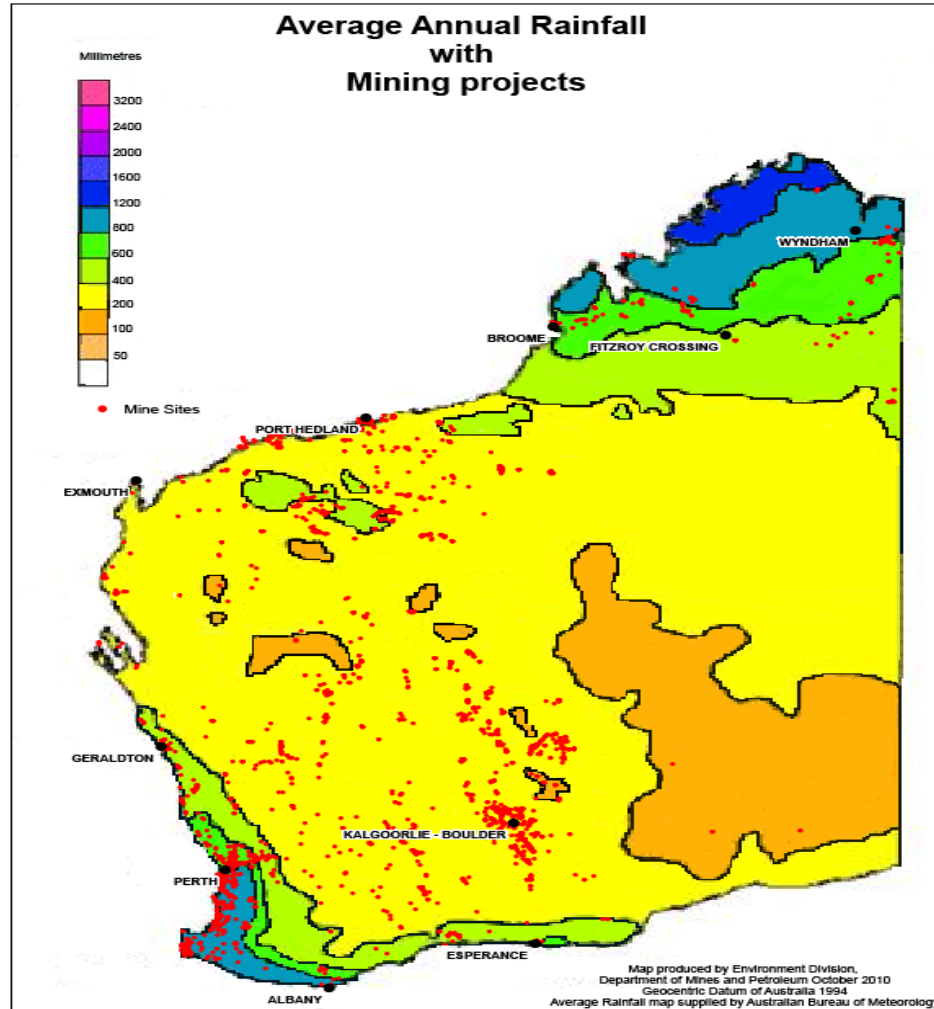 Average Annual Rainfall
with
Mining projects
Millimetres
3200
2400
2000
1600
1200
800
600
400
200
100
50
Mine Sites
WYNDHAM
BROOME
FITZROY CROSSING
PORT HEDLAND
EXMOUTH
GERALDTON
KALGOORLIE - BOULDER
PERTH
ESPERANCE
ALBANY
Map produced by Environment Division,
Department of Mines and Petroleum October 2010
Geocentric Datum of Australia 1994
Average Rainfall map supplied by Australian Bureau of Meteorology